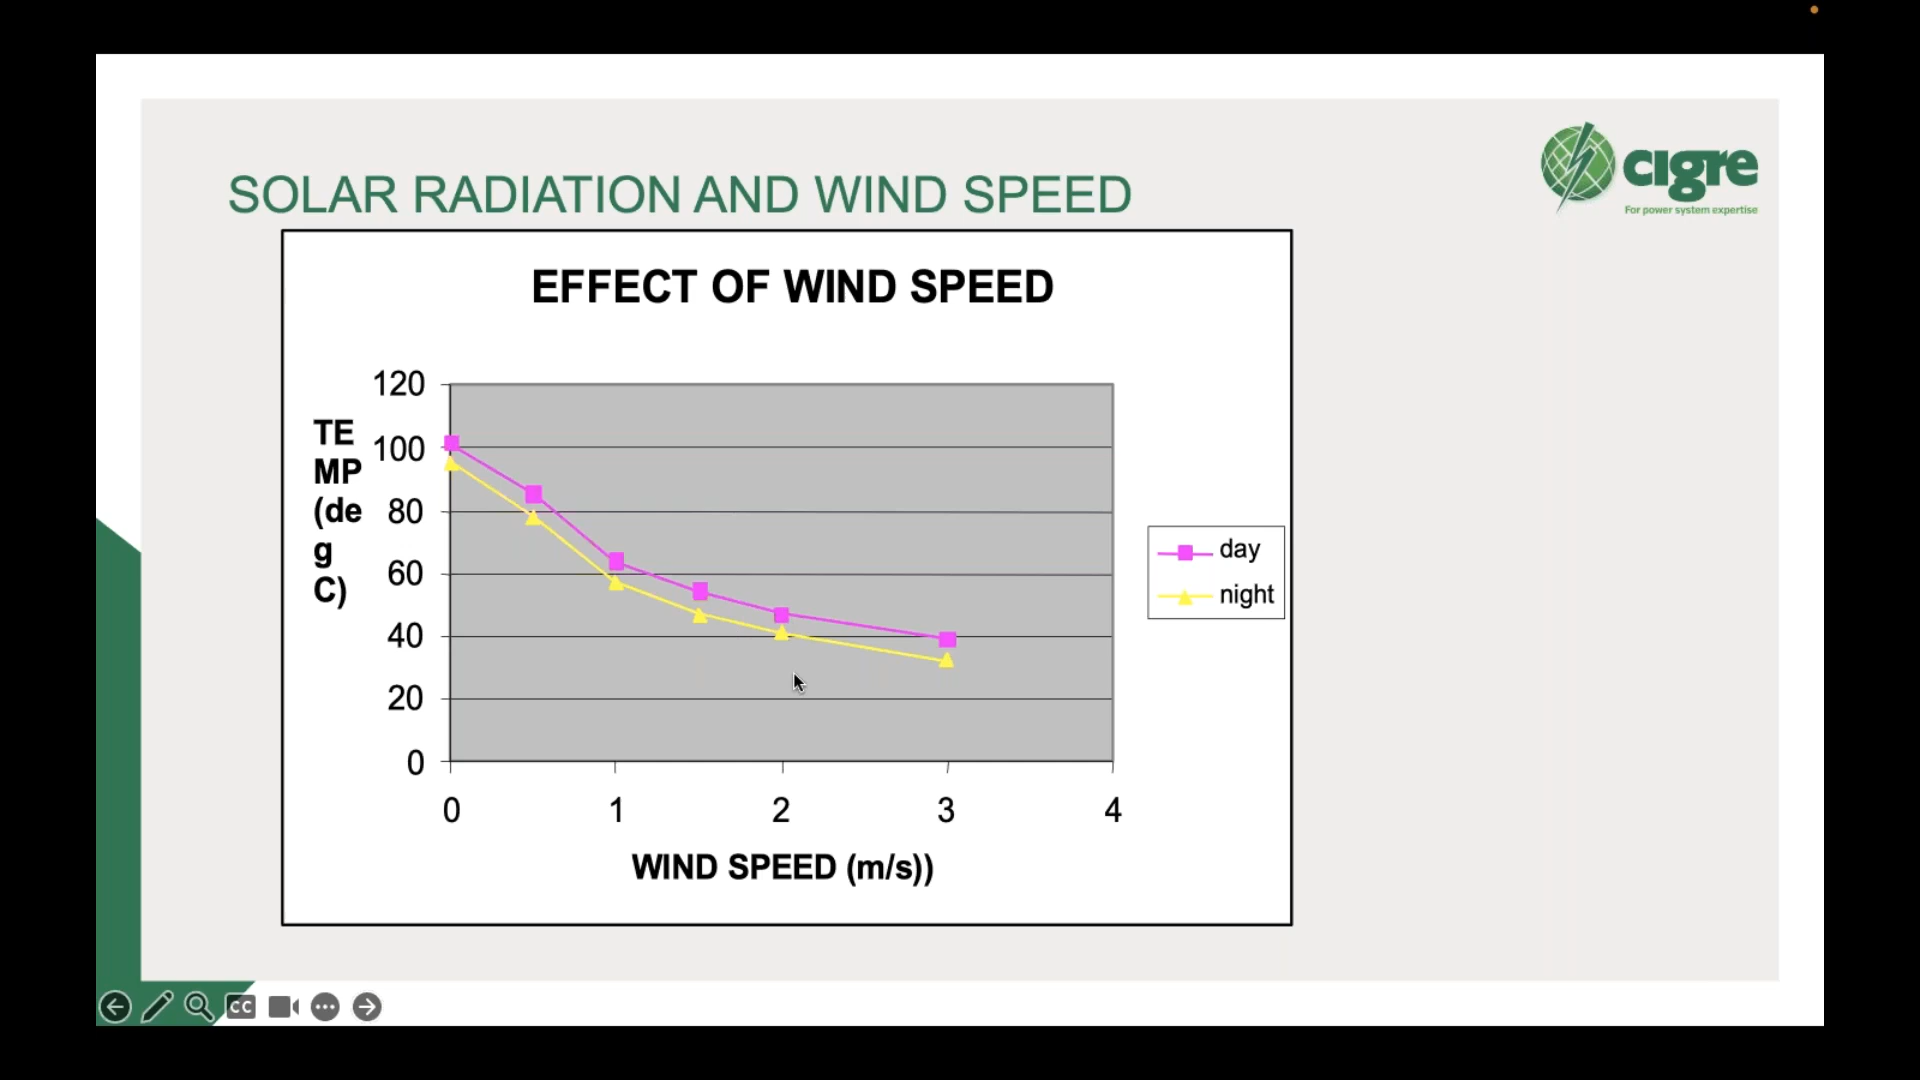 SOLAR RADIATION AND WIND SPEED
cigre
For power system expertise
EFFECT OF WIND SPEED
TE
MP
(de
g
C)
120
100
80
60
40
20
0
0 1 2 3 4
WIND SPEED (m/s))
day
night
CC